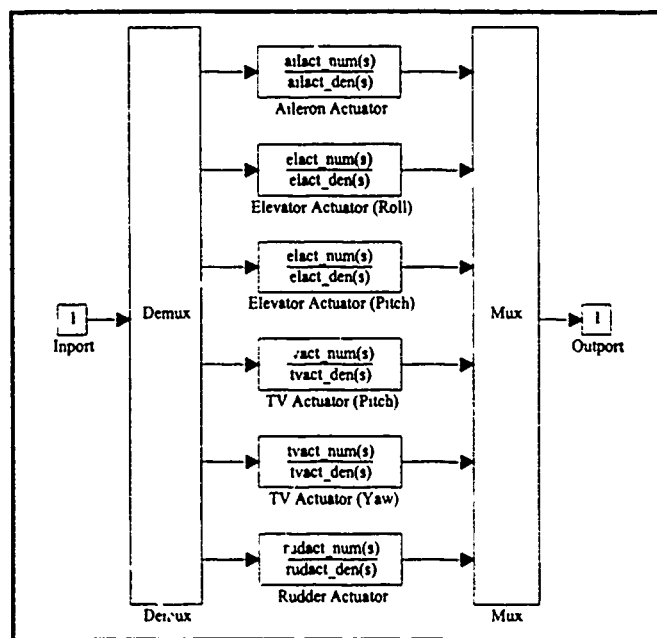 ailact_num(s)
ailact_den(s)
Aileron Actuator
elact_num(s)
elact_den(s)
Elevator Actuator (Roll)
elact_num(s)
elact_den(s)
Elevator Actuator (Pitch)
1
Inport
Demux
Mux
1
Outport
tvact_num(s)
tvact_den(s)
TV Actuator (Pitch)
tvact_num(s)
tvact_den(s)
TV Actuator (Yaw)
rudact_num(s)
rudact_den(s)
Rudder Actuator
Demux
Mux